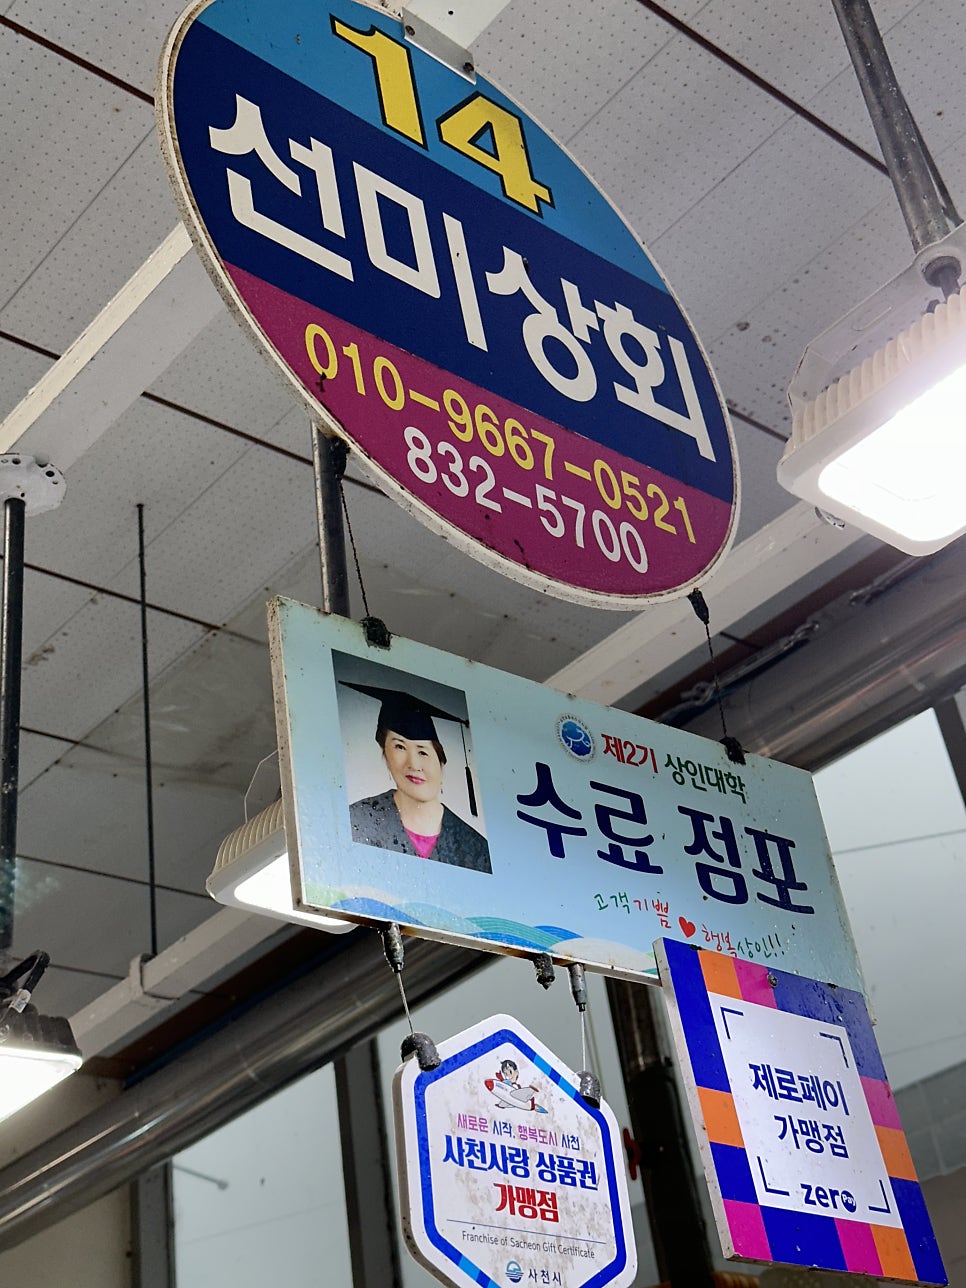 14
선미상회
010-9667-0521
832-5700
제2기 상인대학
수료 점포
고객기쁨 ♥ 행복상인!!
제로페이
가맹점
zero Pay
새로운 시작, 행복도시 사천
사천사랑 상품권
가맹점
Franchise of Sacheon Gift Certificate
사천시